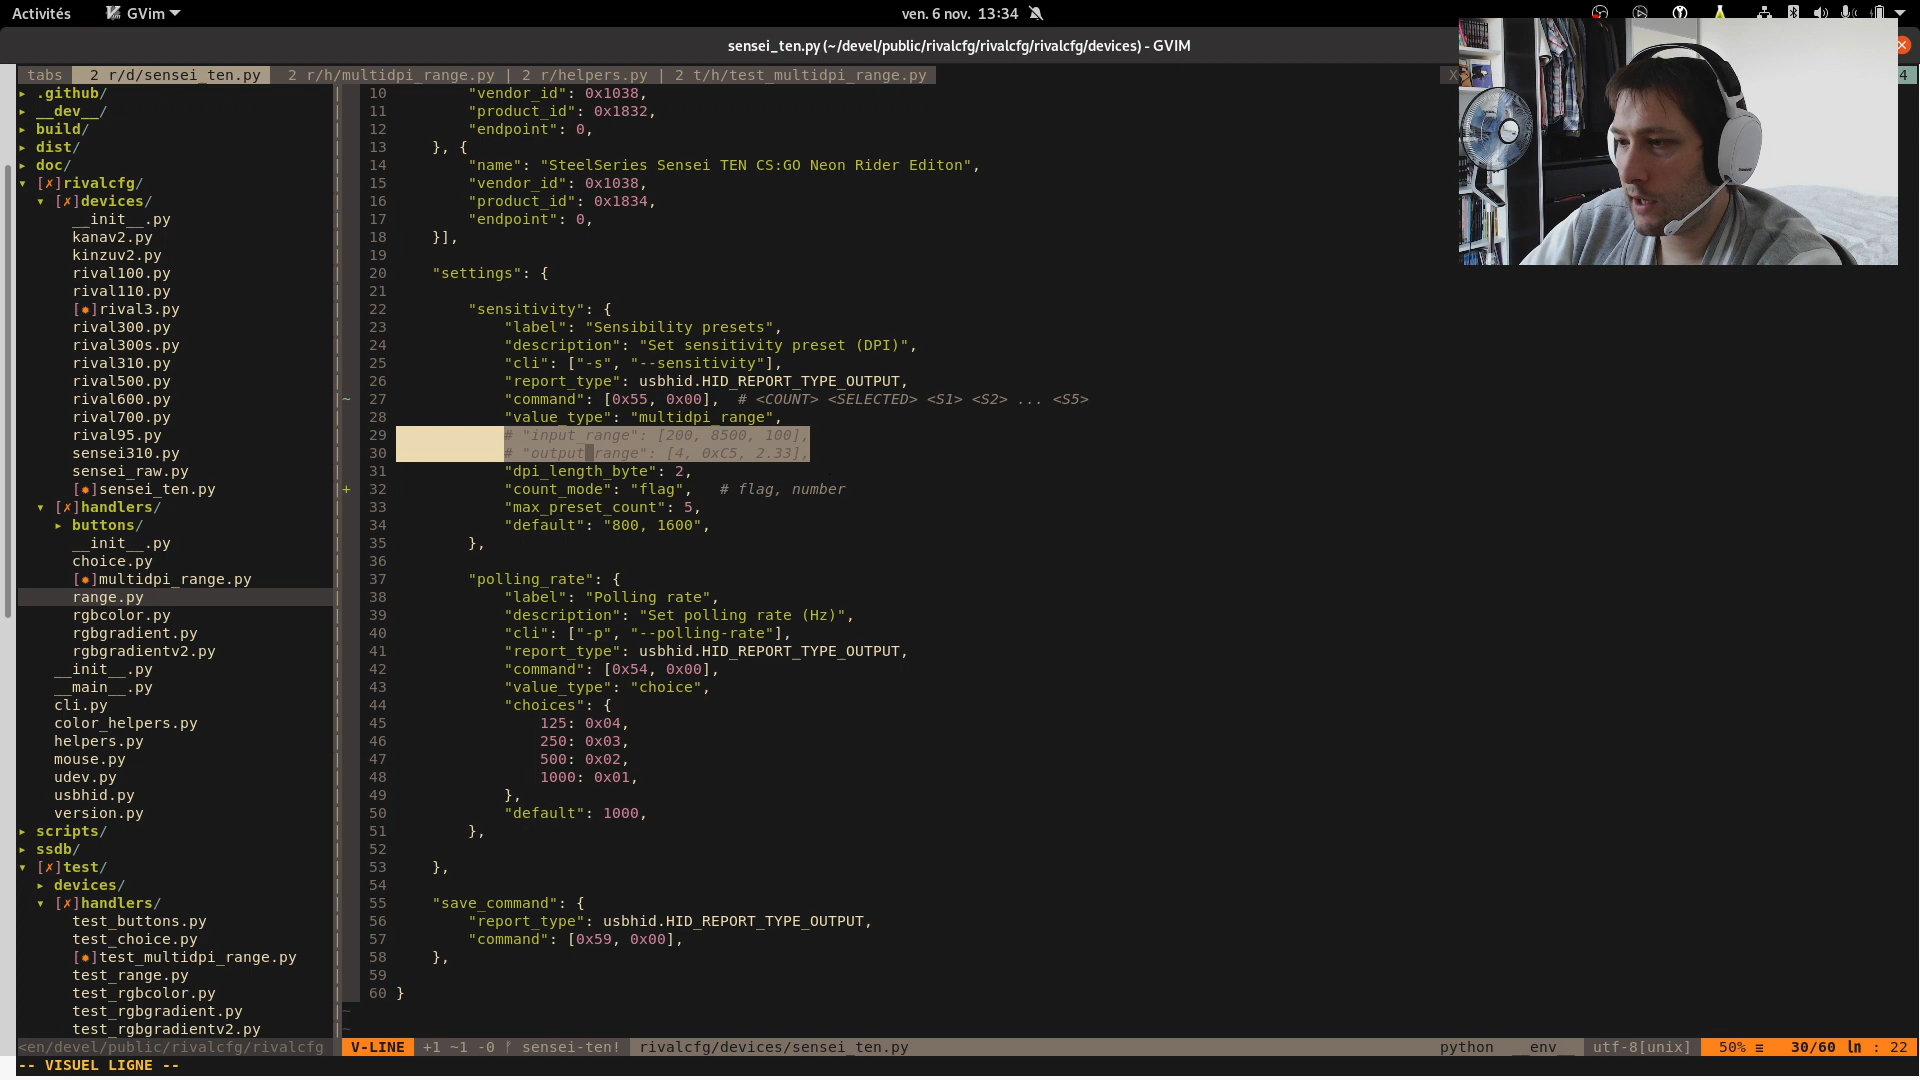 Activités GVim ven. 6 nov. 13:34
sensei_ten.py (~/devel/public/rivalcfg/rivalcfg/rivalcfg/devices) - GVIM
tabs 2 r/d/sensei_ten.py 2 r/h/multidpi_range.py | 2 r/helpers.py | 2 t/h/test_multidpi_range.py X 4
▸ .github/
▸ __dev__/
▸ build/
▸ dist/
▸ doc/
▾ [✗]rivalcfg/
▾ [✗]devices/
__init__.py
kanav2.py
kinzuv2.py
rival100.py
rival110.py
[✹]rival3.py
rival300.py
rival300s.py
rival310.py
rival500.py
rival600.py
rival700.py
rival95.py
sensei310.py
sensei_raw.py
[✹]sensei_ten.py
▾ [✗]handlers/
▸ buttons/
__init__.py
choice.py
[✹]multidpi_range.py
range.py
rgbcolor.py
rgbgradient.py
rgbgradientv2.py
__init__.py
__main__.py
cli.py
color_helpers.py
helpers.py
mouse.py
udev.py
usbhid.py
version.py
▸ scripts/
▸ ssdb/
▾ [✗]test/
▸ devices/
▾ [✗]handlers/
test_buttons.py
test_choice.py
[✹]test_multidpi_range.py
test_range.py
test_rgbcolor.py
test_rgbgradient.py
test_rgbgradientv2.py
10 "vendor_id": 0x1038,
11 "product_id": 0x1832,
12 "endpoint": 0,
13 }, {
14 "name": "SteelSeries Sensei TEN CS:GO Neon Rider Editon",
15 "vendor_id": 0x1038,
16 "product_id": 0x1834,
17 "endpoint": 0,
18 }],
19
20 "settings": {
21
22 "sensitivity": {
23 "label": "Sensibility presets",
24 "description": "Set sensitivity preset (DPI)",
25 "cli": ["-s", "--sensitivity"],
26 "report_type": usbhid.HID_REPORT_TYPE_OUTPUT,
~ 27 "command": [0x55, 0x00], # <COUNT> <SELECTED> <S1> <S2> ... <S5>
28 "value_type": "multidpi_range",
29 # "input_range": [200, 8500, 100],
30 # "output_range": [4, 0xC5, 2.33],
31 "dpi_length_byte": 2,
+ 32 "count_mode": "flag", # flag, number
33 "max_preset_count": 5,
34 "default": "800, 1600",
35 },
36
37 "polling_rate": {
38 "label": "Polling rate",
39 "description": "Set polling rate (Hz)",
40 "cli": ["-p", "--polling-rate"],
41 "report_type": usbhid.HID_REPORT_TYPE_OUTPUT,
42 "command": [0x54, 0x00],
43 "value_type": "choice",
44 "choices": {
45 125: 0x04,
46 250: 0x03,
47 500: 0x02,
48 1000: 0x01,
49 },
50 "default": 1000,
51 },
52
53 },
54
55 "save_command": {
56 "report_type": usbhid.HID_REPORT_TYPE_OUTPUT,
57 "command": [0x59, 0x00],
58 },
59
60 }
~
~
<en/devel/public/rivalcfg/rivalcfg V-LINE +1 ~1 -0 ᚠ sensei-ten! rivalcfg/devices/sensei_ten.py python __env__ utf-8[unix] 50% ≡ 30/60 ㏑ : 22
-- VISUEL LIGNE --